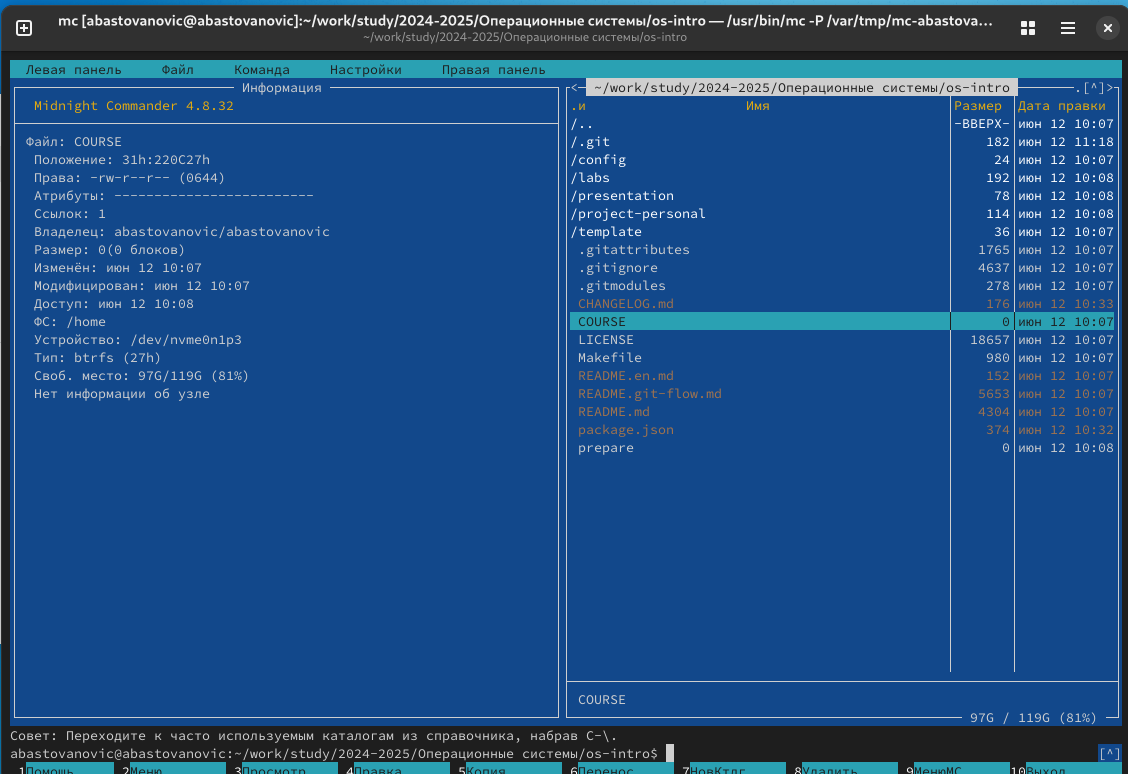 mc [abastovanovic@abastovanovic]:~/work/study/2024-2025/Операционные системы/os-intro — /usr/bin/mc -P /var/tmp/mc-abastova…
~/work/study/2024-2025/Операционные системы/os-intro
Левая панель Файл Команда Настройки Правая панель
Информация
Midnight Commander 4.8.32
Файл: COURSE
Положение: 31h:220C27h
Права: -rw-r--r-- (0644)
Атрибуты: -------------------------
Ссылок: 1
Владелец: abastovanovic/abastovanovic
Размер: 0(0 блоков)
Изменён: июн 12 10:07
Модифицирован: июн 12 10:07
Доступ: июн 12 10:08
ФС: /home
Устройство: /dev/nvme0n1p3
Тип: btrfs (27h)
Своб. место: 97G/119G (81%)
Нет информации об узле
<─ ~/work/study/2024-2025/Операционные системы/os-intro ─.[^]>
.и Имя Размер Дата правки
/.. -ВВЕРХ- июн 12 10:07
/.git 182 июн 12 11:18
/config 24 июн 12 10:07
/labs 192 июн 12 10:08
/presentation 78 июн 12 10:08
/project-personal 114 июн 12 10:08
/template 36 июн 12 10:07
.gitattributes 1765 июн 12 10:07
.gitignore 4637 июн 12 10:07
.gitmodules 278 июн 12 10:07
CHANGELOG.md 176 июн 12 10:33
COURSE 0 июн 12 10:07
LICENSE 18657 июн 12 10:07
Makefile 980 июн 12 10:07
README.en.md 152 июн 12 10:07
README.git-flow.md 5653 июн 12 10:07
README.md 4304 июн 12 10:07
package.json 374 июн 12 10:32
prepare 0 июн 12 10:08
COURSE
97G / 119G (81%)
Совет: Переходите к часто используемым каталогам из справочника, набрав C-\.
abastovanovic@abastovanovic:~/work/study/2024-2025/Операционные системы/os-intro$ [^]
1Помощь 2Меню 3Просмотр 4Правка 5Копия 6Перенос 7НовКтлг 8Удалить 9МенюMC 10Выход